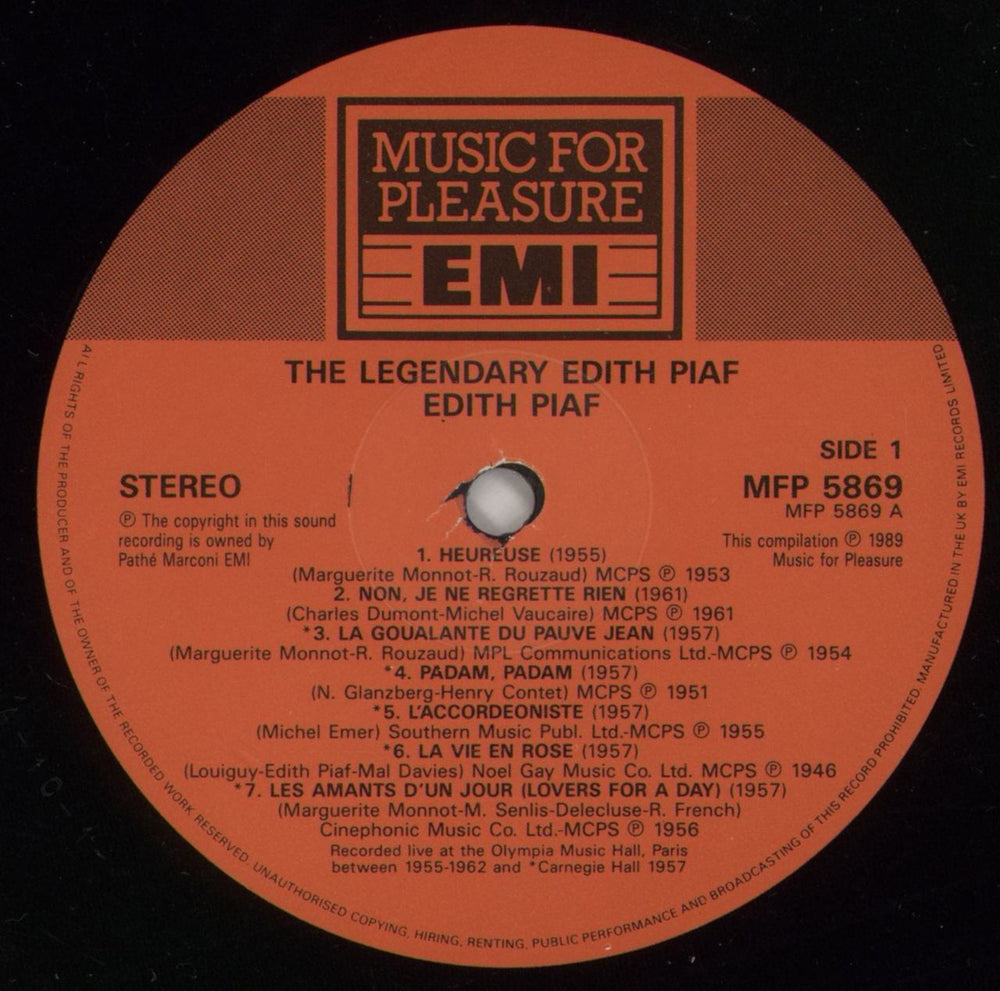 MUSIC FOR
PLEASURE
EMI
THE LEGENDARY EDITH PIAF
EDITH PIAF
SIDE 1
STEREO
MFP 5869
MFP 5869 A
℗ The copyright in this sound
recording is owned by
Pathé Marconi EMI
This compilation ℗ 1989
Music for Pleasure
1. HEUREUSE (1955)
(Marguerite Monnot-R. Rouzaud) MCPS ℗ 1953
2. NON, JE NE REGRETTE RIEN (1961)
(Charles Dumont-Michel Vaucaire) MCPS ℗ 1961
*3. LA GOUALANTE DU PAUVE JEAN (1957)
(Marguerite Monnot-R. Rouzaud) MPL Communications Ltd.-MCPS ℗ 1954
*4. PADAM, PADAM (1957)
(N. Glanzberg-Henry Contet) MCPS ℗ 1951
*5. L'ACCORDEONISTE (1957)
(Michel Emer) Southern Music Publ. Ltd.-MCPS ℗ 1955
*6. LA VIE EN ROSE (1957)
(Louiguy-Edith Piaf-Mal Davies) Noel Gay Music Co. Ltd. MCPS ℗ 1946
*7. LES AMANTS D'UN JOUR (LOVERS FOR A DAY) (1957)
(Marguerite Monnot-M. Senlis-Delecluse-R. French)
Cinephonic Music Co. Ltd.-MCPS ℗ 1956
Recorded live at the Olympia Music Hall, Paris
between 1955-1962 and *Carnegie Hall 1957
ALL RIGHTS OF THE PRODUCER AND OF THE OWNER OF THE RECORDED WORK RESERVED. UNAUTHORISED COPYING, HIRING, RENTING, PUBLIC PERFORMANCE AND BROADCASTING OF THIS RECORD PROHIBITED. MANUFACTURED IN THE UK BY EMI RECORDS LIMITED